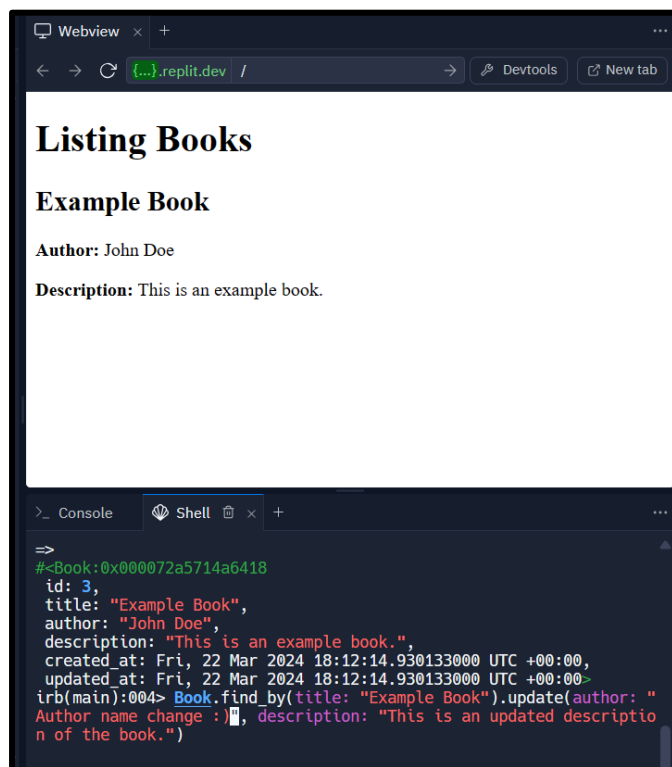 Webview × +
{...}.replit.dev /
Devtools
New tab
Listing Books
Example Book
Author: John Doe
Description: This is an example book.
>_ Console
Shell × +
=>
#<Book:0x000072a5714a6418
id: 3,
title: "Example Book",
author: "John Doe",
description: "This is an example book.",
created_at: Fri, 22 Mar 2024 18:12:14.930133000 UTC +00:00,
updated_at: Fri, 22 Mar 2024 18:12:14.930133000 UTC +00:00>
irb(main):004> Book.find_by(title: "Example Book").update(author: "
Author name change :)", description: "This is an updated descriptio
n of the book.")